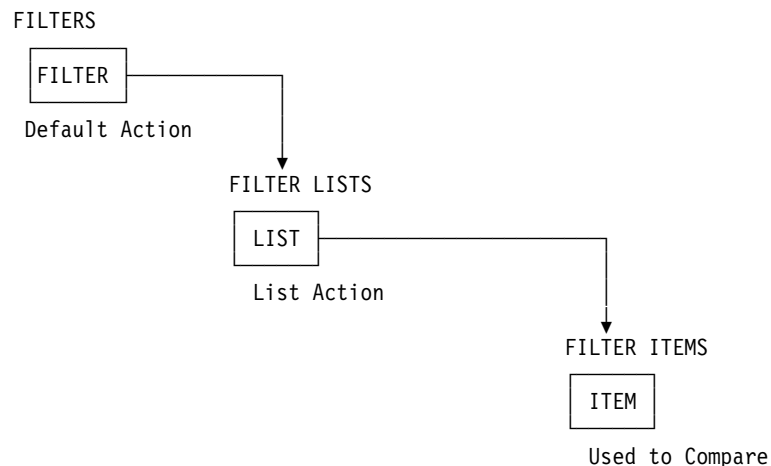 FILTERS
FILTER
Default Action
FILTER LISTS
LIST
List Action
FILTER ITEMS
ITEM
Used to Compare